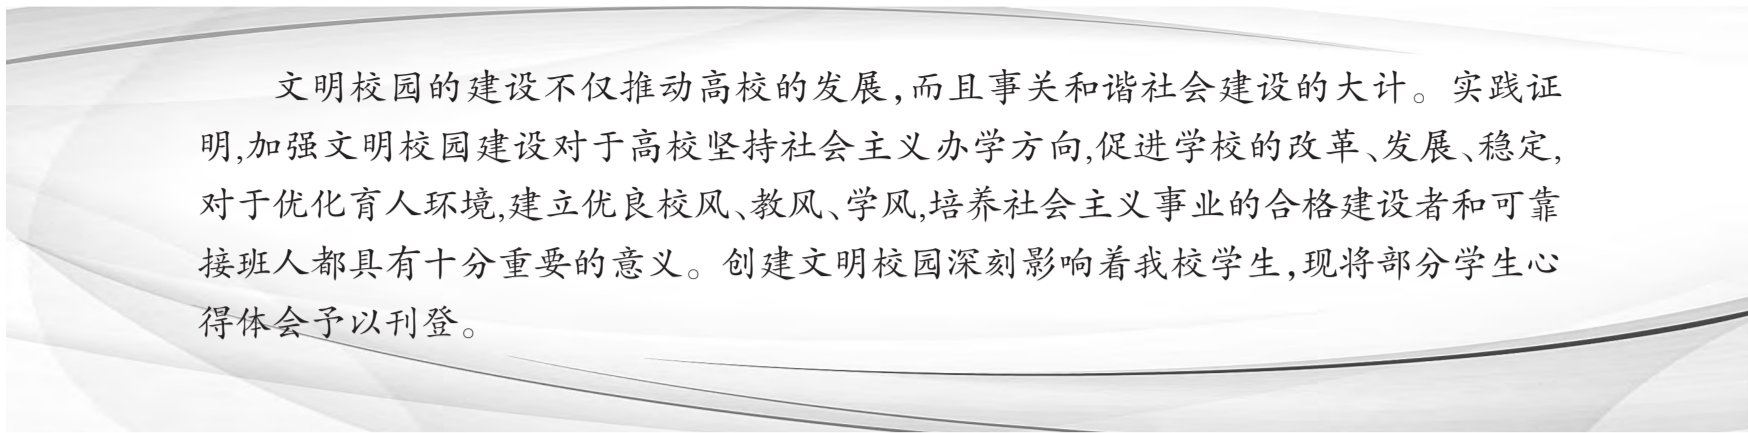 文明校园的建设不仅推动高校的发展,而且事关和谐社会建设的大计。实践证
明,加强文明校园建设对于高校坚持社会主义办学方向,促进学校的改革、发展、稳定,
对于优化育人环境,建立优良校风、教风、学风,培养社会主义事业的合格建设者和可靠
接班人都具有十分重要的意义。创建文明校园深刻影响着我校学生,现将部分学生心
得体会予以刊登。